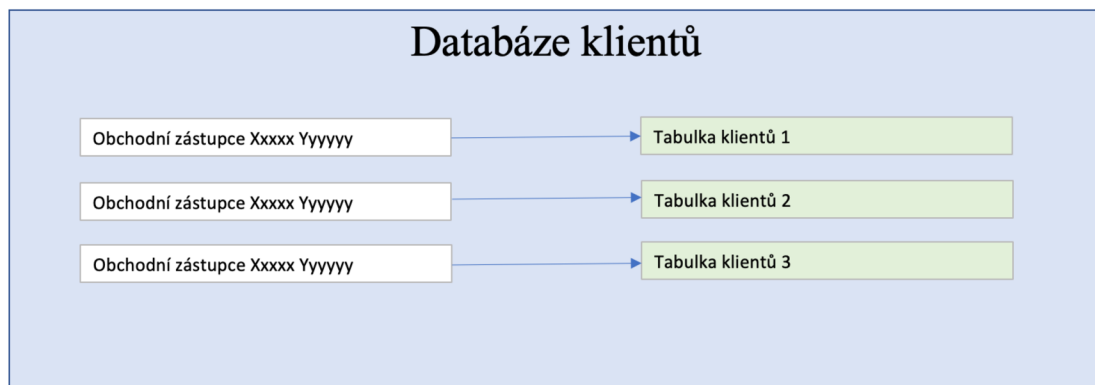 Databáze klientů
Obchodní zástupce Xxxxx Yyyyyy
Tabulka klientů 1
Obchodní zástupce Xxxxx Yyyyyy
Tabulka klientů 2
Obchodní zástupce Xxxxx Yyyyyy
Tabulka klientů 3